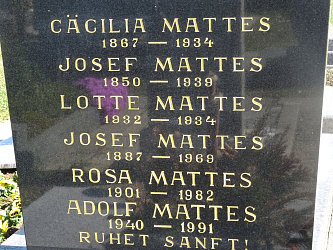 CÄCILIA MATTES
1867 — 1934
JOSEF MATTES
1850 — 1939
LOTTE MATTES
1932 — 1934
JOSEF MATTES
1887 — 1969
ROSA MATTES
1901 — 1982
ADOLF MATTES
1940 — 1991
RUHET SANFT!